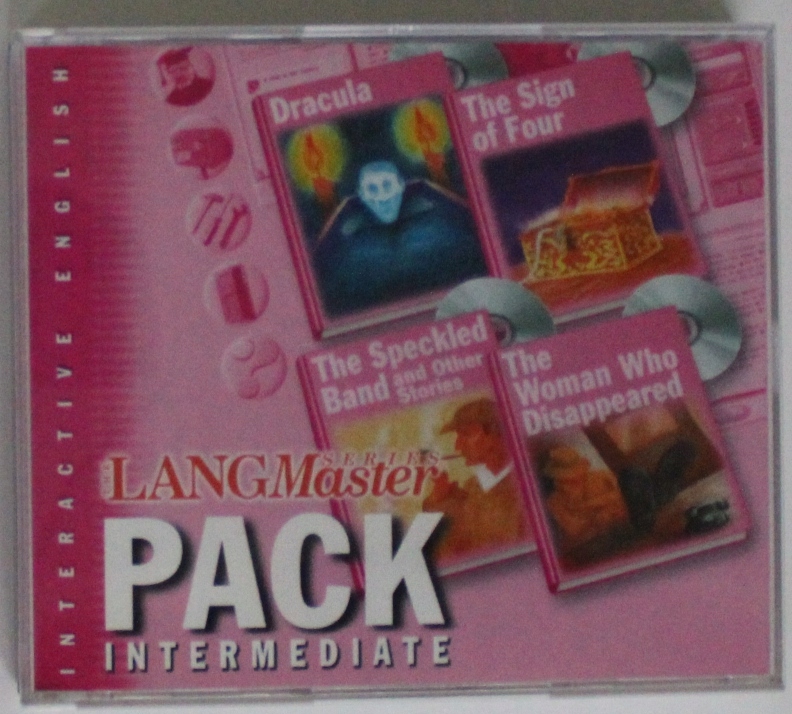 INTERACTIVE ENGLISH
Dracula
The Sign
of Four
The Speckled
Band and Other
Stories
The
Woman Who
Disappeared
THE LANGMaster
SERIES
PACK
INTERMEDIATE